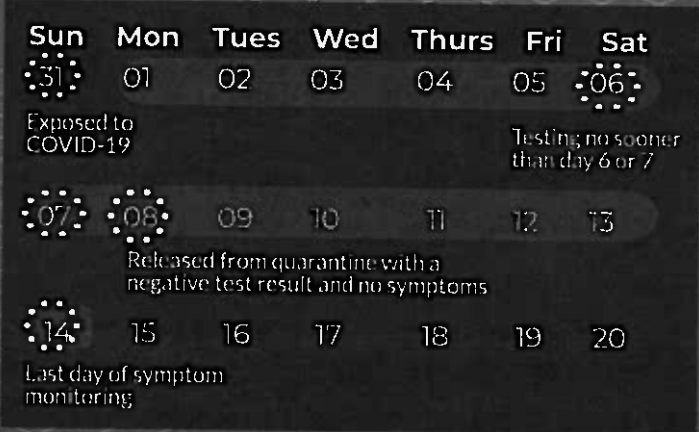 Sun Mon Tues Wed Thurs Fri Sat
31 01 02 03 04 05 06
Exposed to
COVID-19
Testing no sooner
than day 6 or 7
07 08 09 10 11 12 13
Released from quarantine with a
negative test result and no symptoms
14 15 16 17 18 19 20
Last day of symptom
monitoring